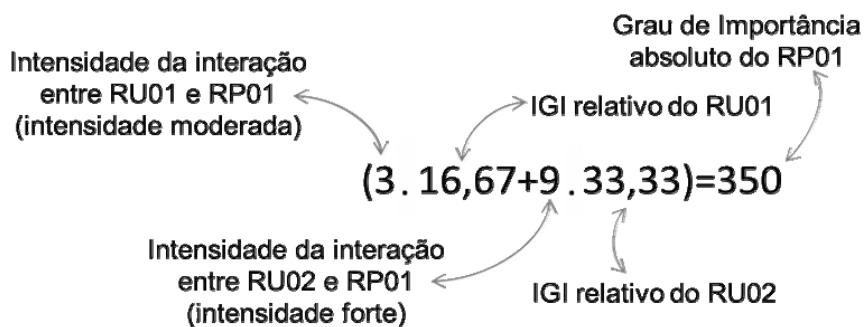 Grau de Importância
absoluto do RP01
Intensidade da interação
entre RU01 e RP01
(intensidade moderada)
IGI relativo do RU01
(3 . 16,67+9 . 33,33)=350
Intensidade da interação
entre RU02 e RP01
(intensidade forte)
IGI relativo do RU02